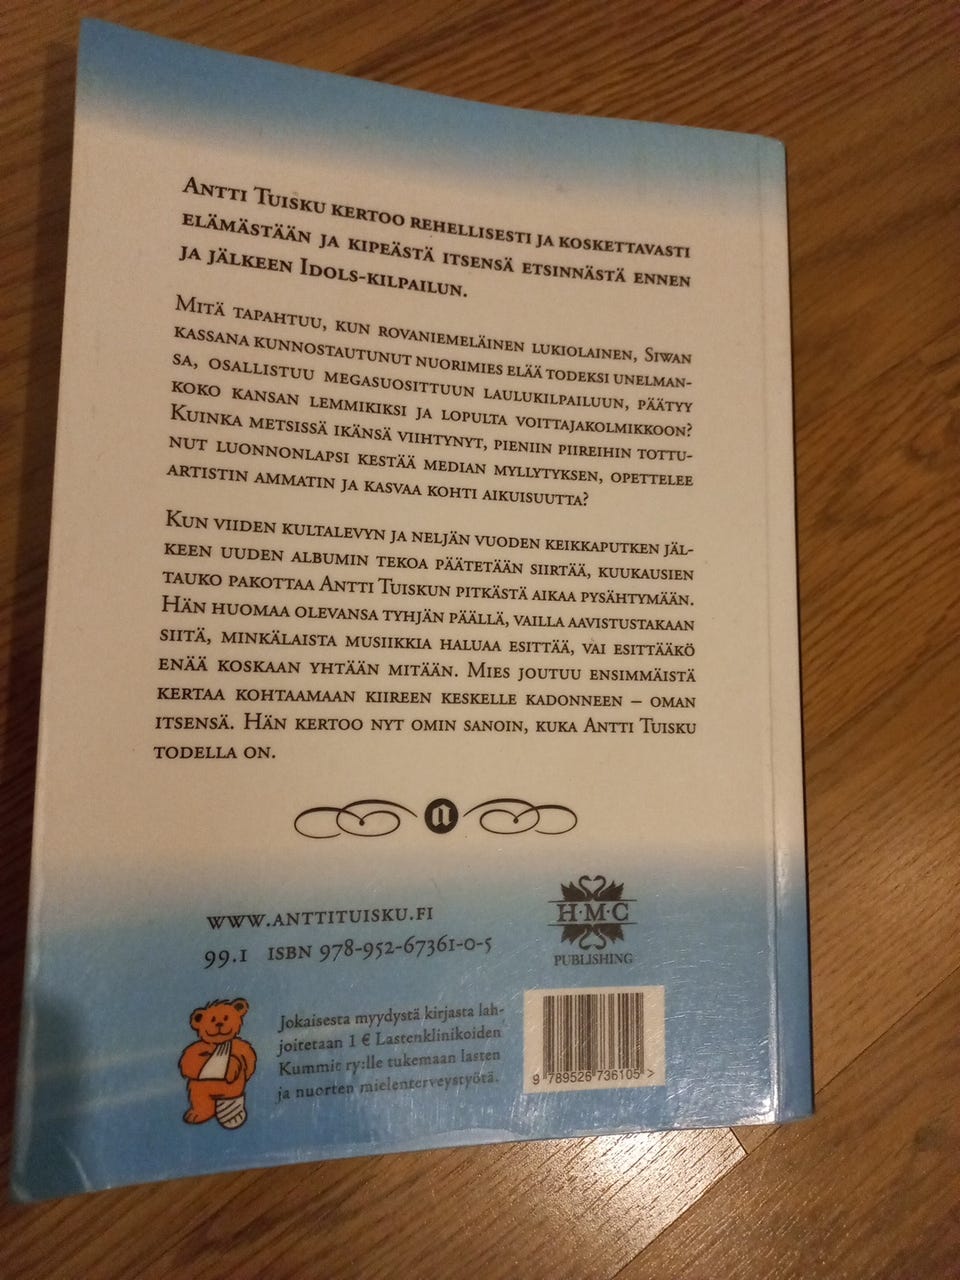 Antti Tuisku kertoo rehellisesti ja koskettavasti
elämästään ja kipeästä itsensä etsinnästä ennen
ja jälkeen Idols-kilpailun.
Mitä tapahtuu, kun rovaniemeläinen lukiolainen, Siwan
kassana kunnostautunut nuorimies elää todeksi unelman-
sa, osallistuu megasuosittuun laulukilpailuun, päätyy
koko kansan lemmikiksi ja lopulta voittajakolmikkoon?
Kuinka metsissä ikänsä viihtynyt, pieniin piireihin tottu-
nut luonnonlapsi kestää median myllytyksen, opettelee
artistin ammatin ja kasvaa kohti aikuisuutta?
Kun viiden kultalevyn ja neljän vuoden keikkaputken jäl-
keen uuden albumin tekoa päätetään siirtää, kuukausien
tauko pakottaa Antti Tuiskun pitkästä aikaa pysähtymään.
Hän huomaa olevansa tyhjän päällä, vailla aavistustakaan
siitä, minkälaista musiikkia haluaa esittää, vai esittääkö
enää koskaan yhtään mitään. Mies joutuu ensimmäistä
kertaa kohtaamaan kiireen keskelle kadonneen – oman
itsensä. Hän kertoo nyt omin sanoin, kuka Antti Tuisku
todella on.
a
www.anttituisku.fi
99.1 ISBN 978-952-67361-0-5
H·M·C
PUBLISHING
Jokaisesta myydystä kirjasta lah-
joitetaan 1 € Lastenklinikoiden
Kummit ry:lle tukemaan lasten
ja nuorten mielenterveystyötä.
9 789526 736105 >